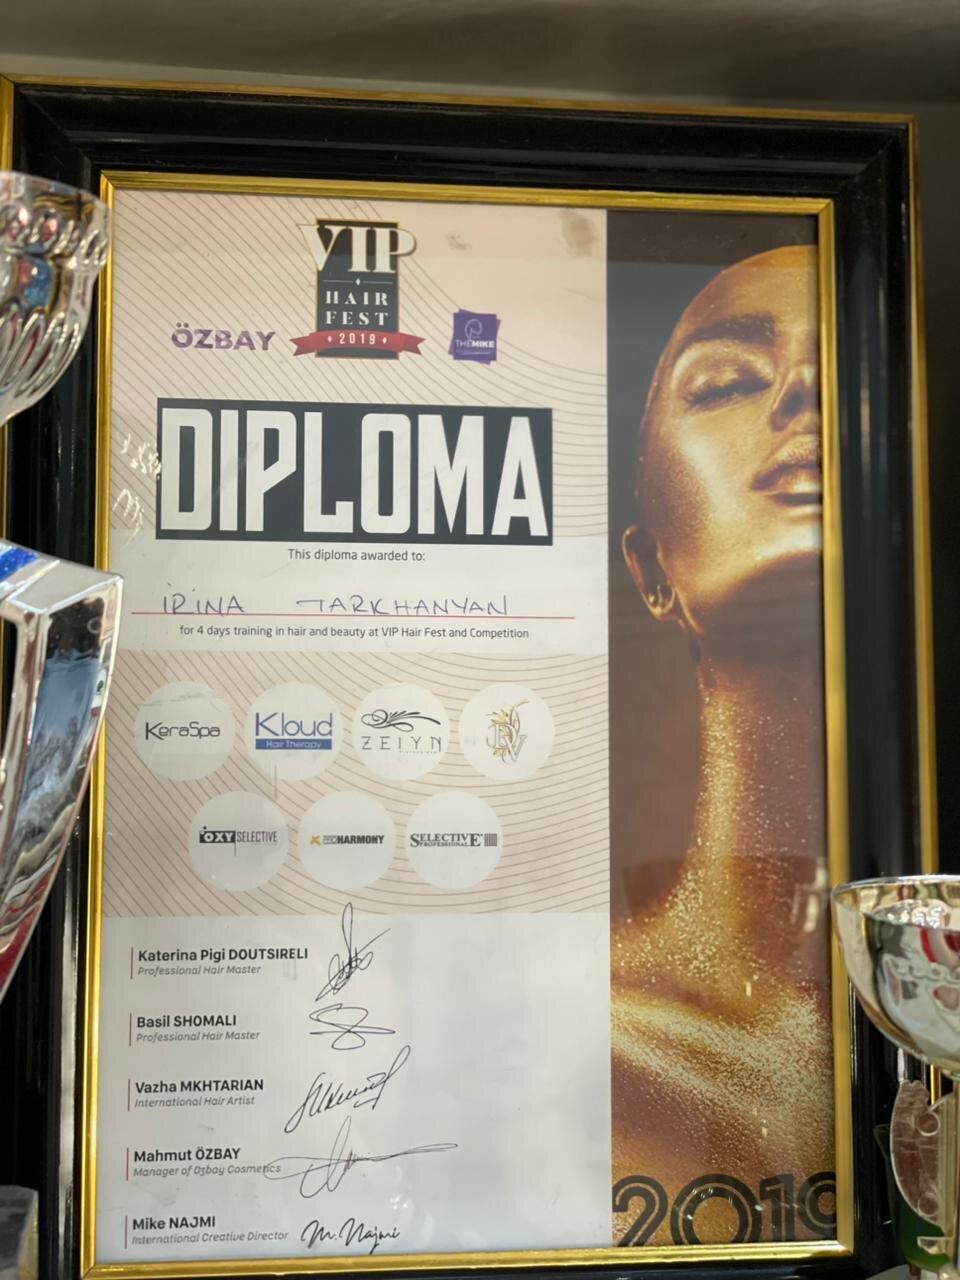 VIP
HAIR
FEST
2019
ÖZBAY
THEMIKE
DIPLOMA
This diploma awarded to:
IRINA TARKHANYAN
for 4 days training in hair and beauty at VIP Hair Fest and Competition
KeraSpa
Kloud
Hair Therapy
ZEIYN
OXY SELECTIVE
PROHARMONY
SELECTIVE
PROFESSIONAL
Katerina Pigi DOUTSIRELI
Professional Hair Master
Basil SHOMALI
Professional Hair Master
Vazha MKHTARIAN
International Hair Artist
Mahmut ÖZBAY
Manager of Ozbay Cosmetics
Mike NAJMI
International Creative Director
M. Najmi
2019